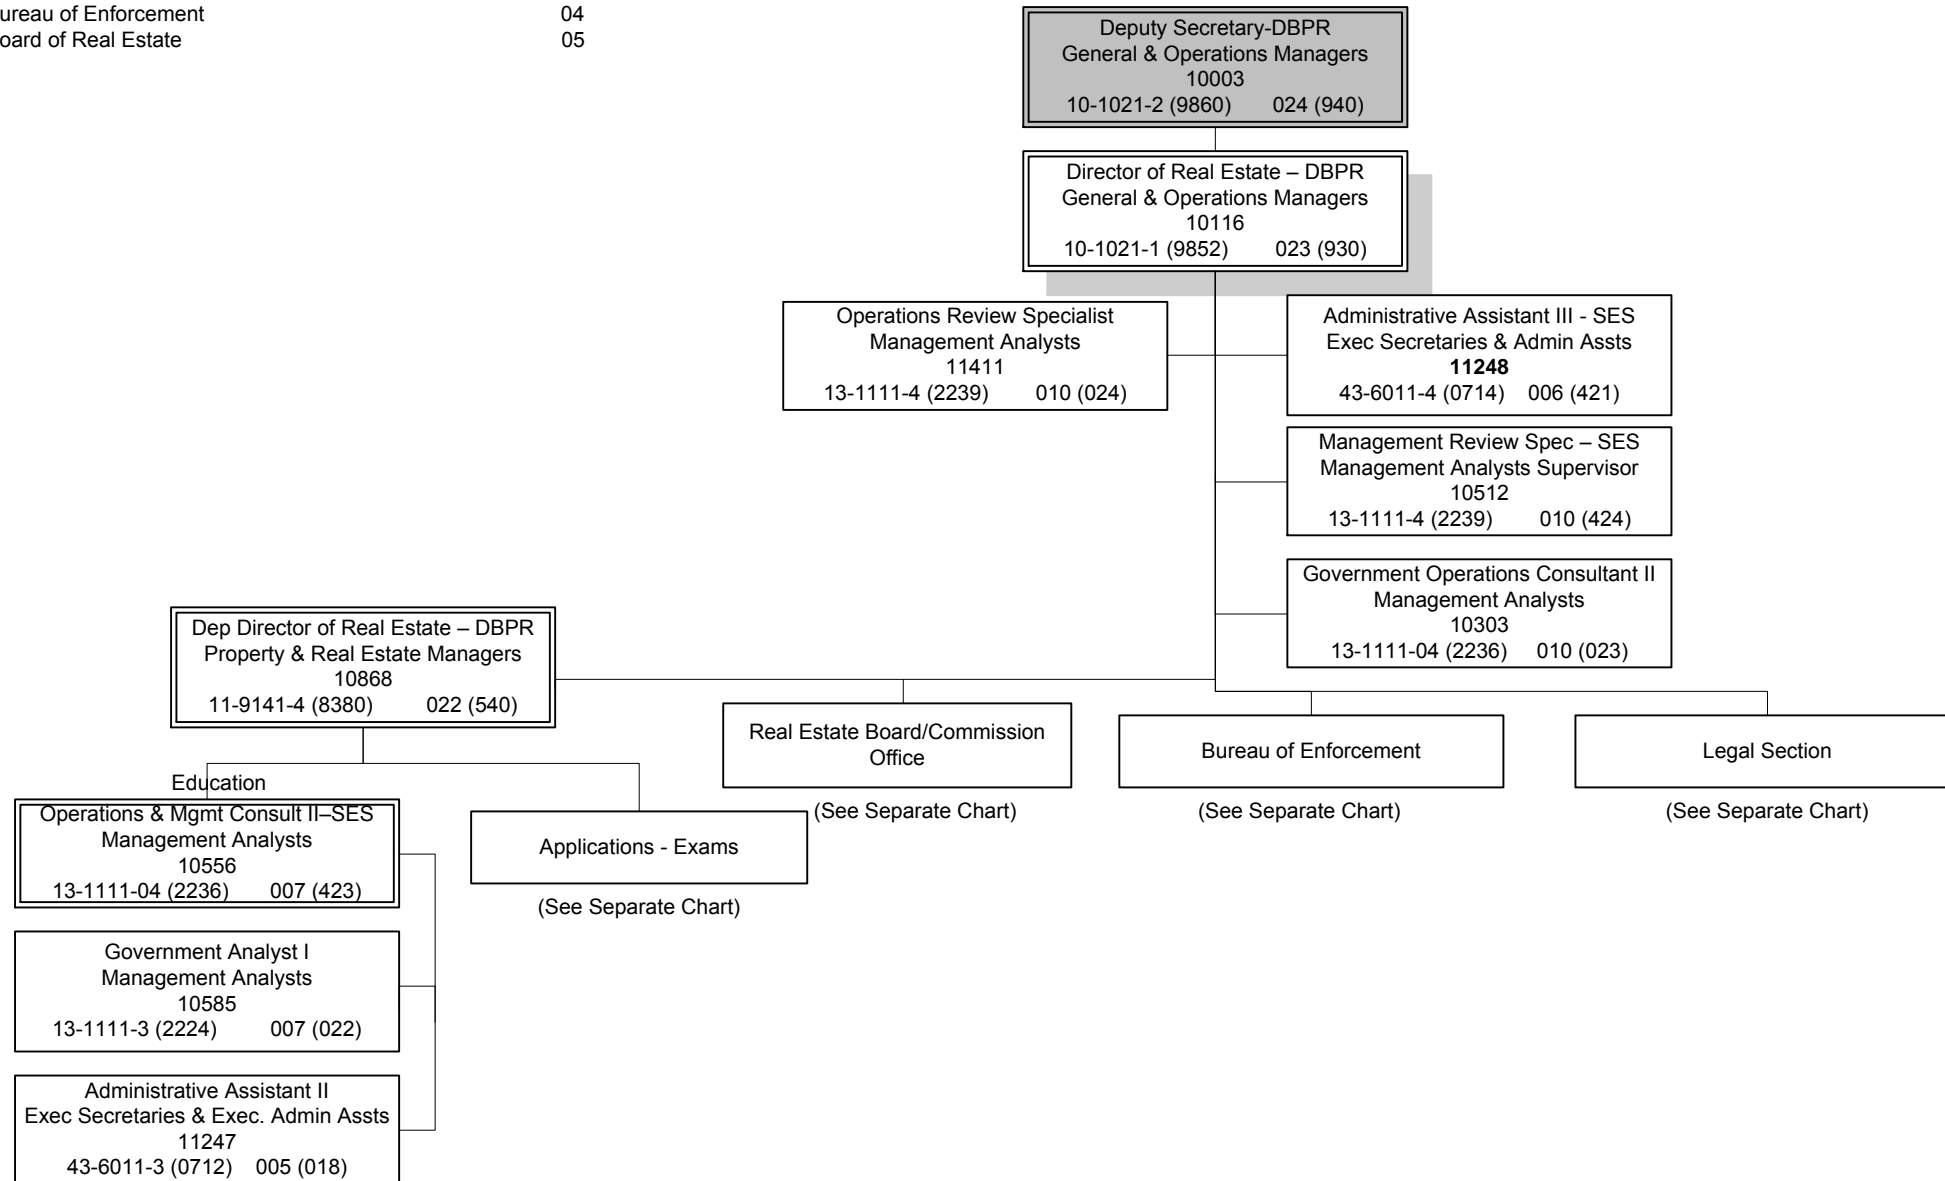 ureau of Enforcement 04
oard of Real Estate 05
Deputy Secretary-DBPR
General & Operations Managers
10003
10-1021-2 (9860) 024 (940)
Director of Real Estate – DBPR
General & Operations Managers
10116
10-1021-1 (9852) 023 (930)
Operations Review Specialist
Management Analysts
11411
13-1111-4 (2239) 010 (024)
Administrative Assistant III - SES
Exec Secretaries & Admin Assts
11248
43-6011-4 (0714) 006 (421)
Management Review Spec – SES
Management Analysts Supervisor
10512
13-1111-4 (2239) 010 (424)
Government Operations Consultant II
Management Analysts
10303
13-1111-04 (2236) 010 (023)
Dep Director of Real Estate – DBPR
Property & Real Estate Managers
10868
11-9141-4 (8380) 022 (540)
Real Estate Board/Commission
Office
(See Separate Chart)
Bureau of Enforcement
(See Separate Chart)
Legal Section
(See Separate Chart)
Education
Operations & Mgmt Consult II–SES
Management Analysts
10556
13-1111-04 (2236) 007 (423)
Applications - Exams
(See Separate Chart)
Government Analyst I
Management Analysts
10585
13-1111-3 (2224) 007 (022)
Administrative Assistant II
Exec Secretaries & Exec. Admin Assts
11247
43-6011-3 (0712) 005 (018)